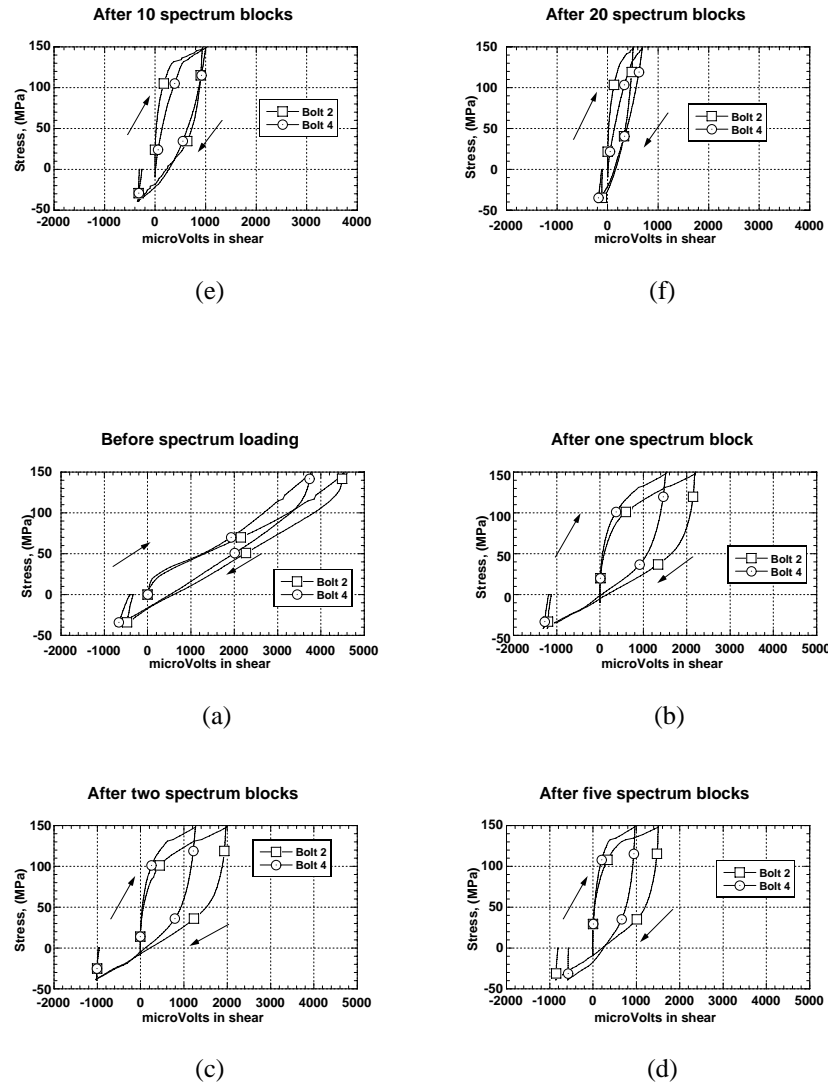 After 10 spectrum blocks
Stress, (MPa)
150
100
50
0
-50
Bolt 2
Bolt 4
-2000 -1000 0 1000 2000 3000 4000
microVolts in shear
(e)
After 20 spectrum blocks
Stress, (MPa)
150
100
50
0
-50
Bolt 2
Bolt 4
-2000 -1000 0 1000 2000 3000 4000
microVolts in shear
(f)
Before spectrum loading
Stress, (MPa)
150
100
50
0
-50
Bolt 2
Bolt 4
-2000 -1000 0 1000 2000 3000 4000 5000
microVolts in shear
(a)
After one spectrum block
Stress, (MPa)
150
100
50
0
-50
Bolt 2
Bolt 4
-2000 -1000 0 1000 2000 3000 4000 5000
microVolts in shear
(b)
After two spectrum blocks
Stress, (MPa)
150
100
50
0
-50
Bolt 2
Bolt 4
-2000 -1000 0 1000 2000 3000 4000 5000
microVolts in shear
(c)
After five spectrum blocks
Stress, (MPa)
150
100
50
0
-50
Bolt 2
Bolt 4
-2000 -1000 0 1000 2000 3000 4000 5000
microVolts in shear
(d)